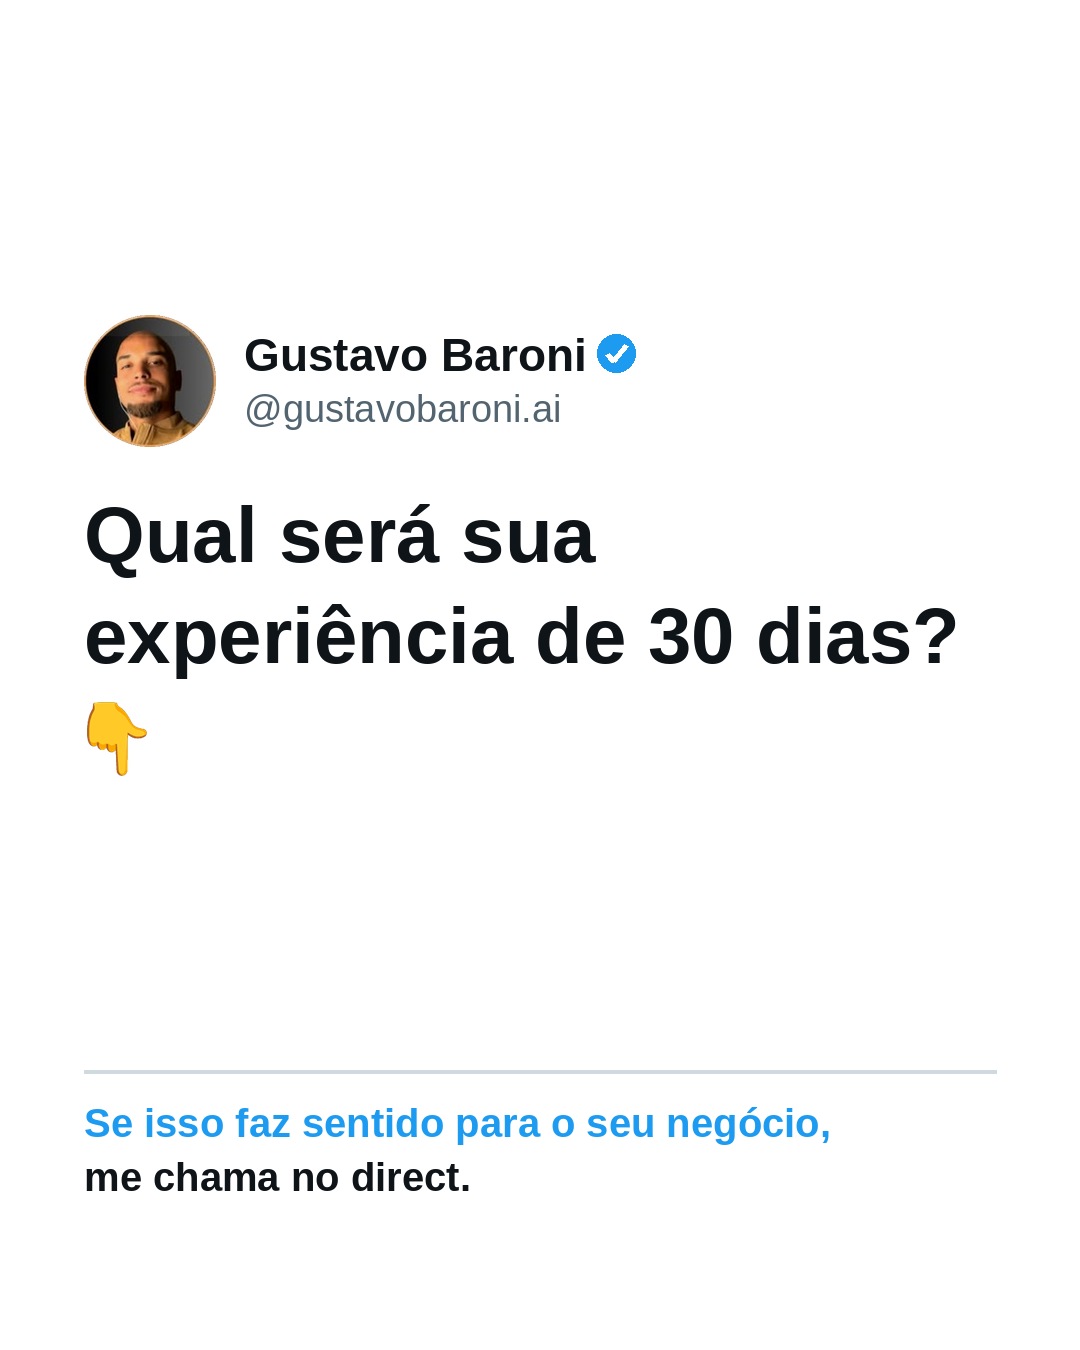 Gustavo Baroni
@gustavobaroni.ai
Qual será sua
experiência de 30 dias?
👇
Se isso faz sentido para o seu negócio,
me chama no direct.